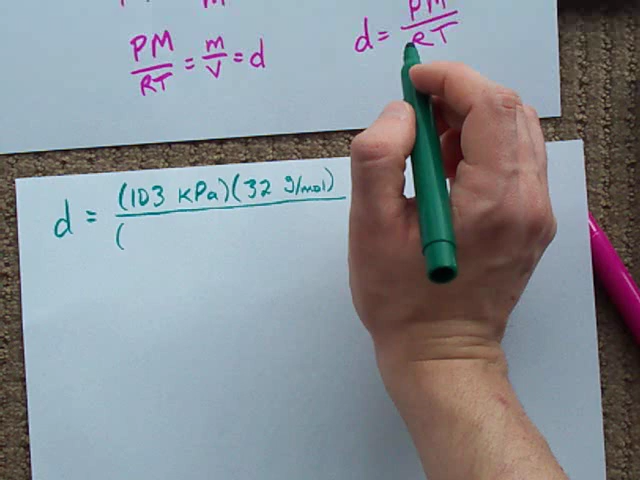 PM/RT = m/V = d
d = PM/RT
d = (103 kPa)(32 g/mol)
(